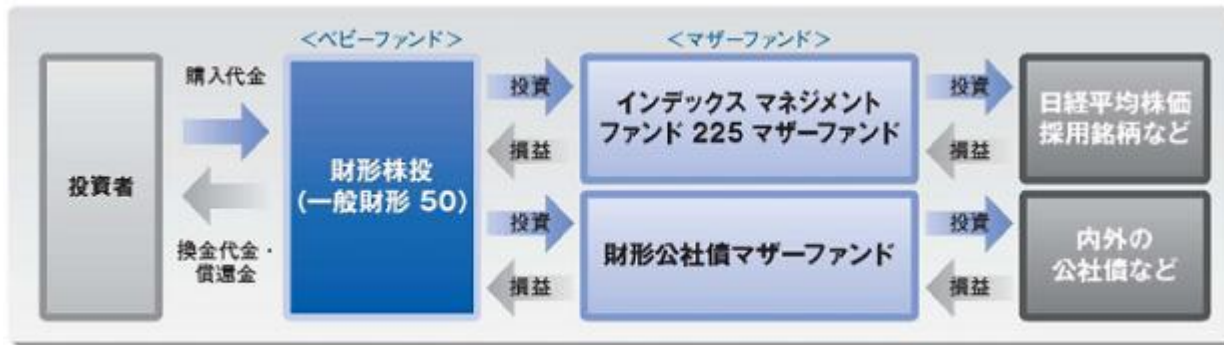 <ベビーファンド>
<マザーファンド>
投資者
購入代金
換金代金・
償還金
財形株投
(一般財形 50)
投資
損益
インデックス マネジメント
ファンド 225 マザーファンド
投資
損益
日経平均株価
採用銘柄など
投資
損益
財形公社債マザーファンド
投資
損益
内外の
公社債など